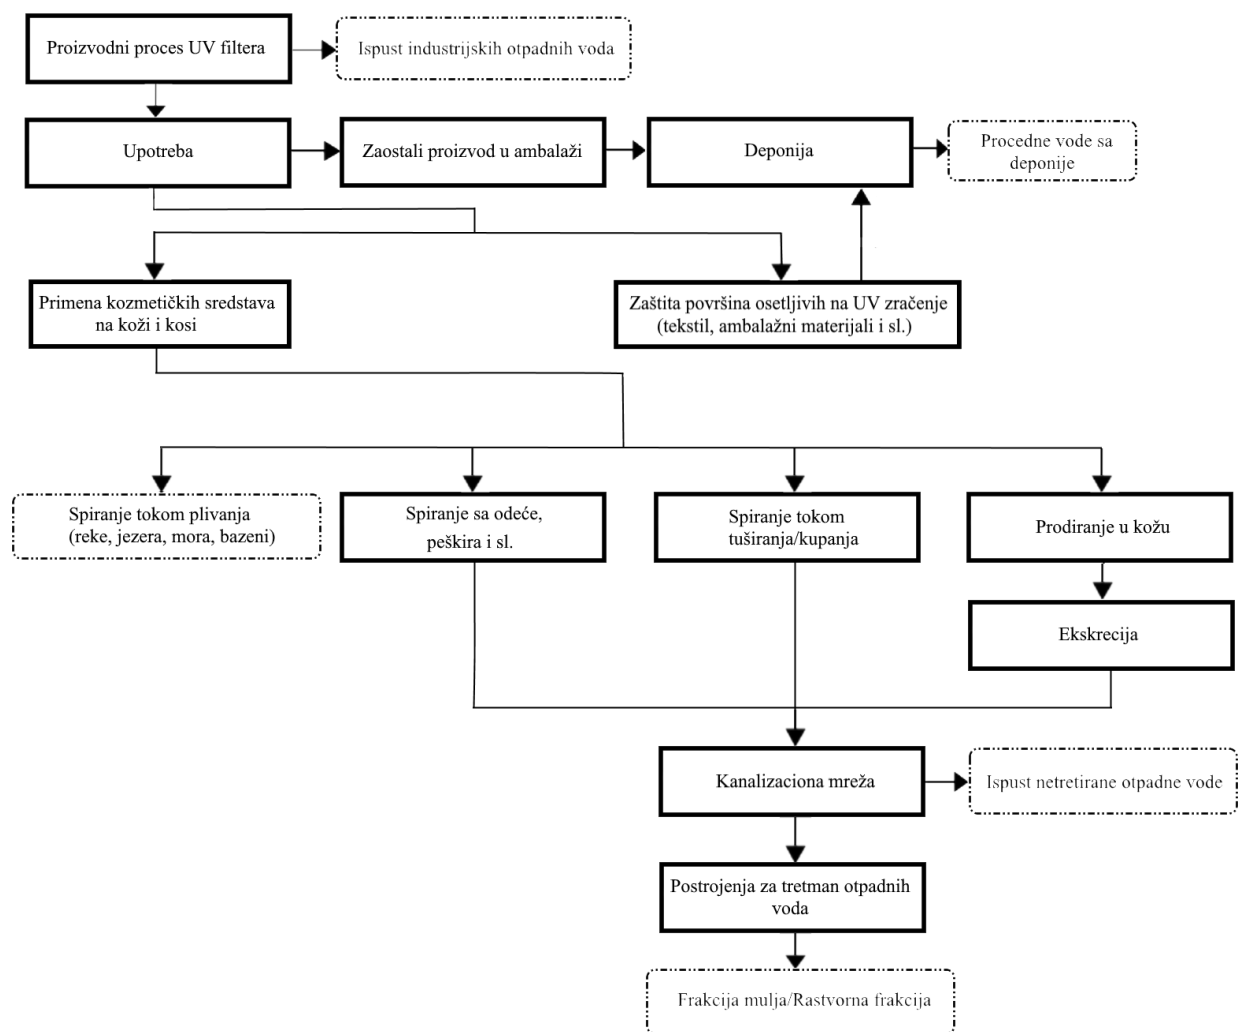 Proizvodni proces UV filtera
Ispust industrijskih otpadnih voda
Upotreba
Zaostali proizvod u ambalaži
Deponija
Procedne vode sa
deponije
Primena kozmetičkih sredstava
na koži i kosi
Zaštita površina osetljivih na UV zračenje
(tekstil, ambalažni materijali i sl.)
Spiranje tokom plivanja
(reke, jezera, mora, bazeni)
Spiranje sa odeće,
peškira i sl.
Spiranje tokom
tuširanja/kupanja
Prodiranje u kožu
Ekskrecija
Kanalizaciona mreža
Ispust netretirane otpadne vode
Postrojenja za tretman otpadnih
voda
Frakcija mulja/Rastvorna frakcija